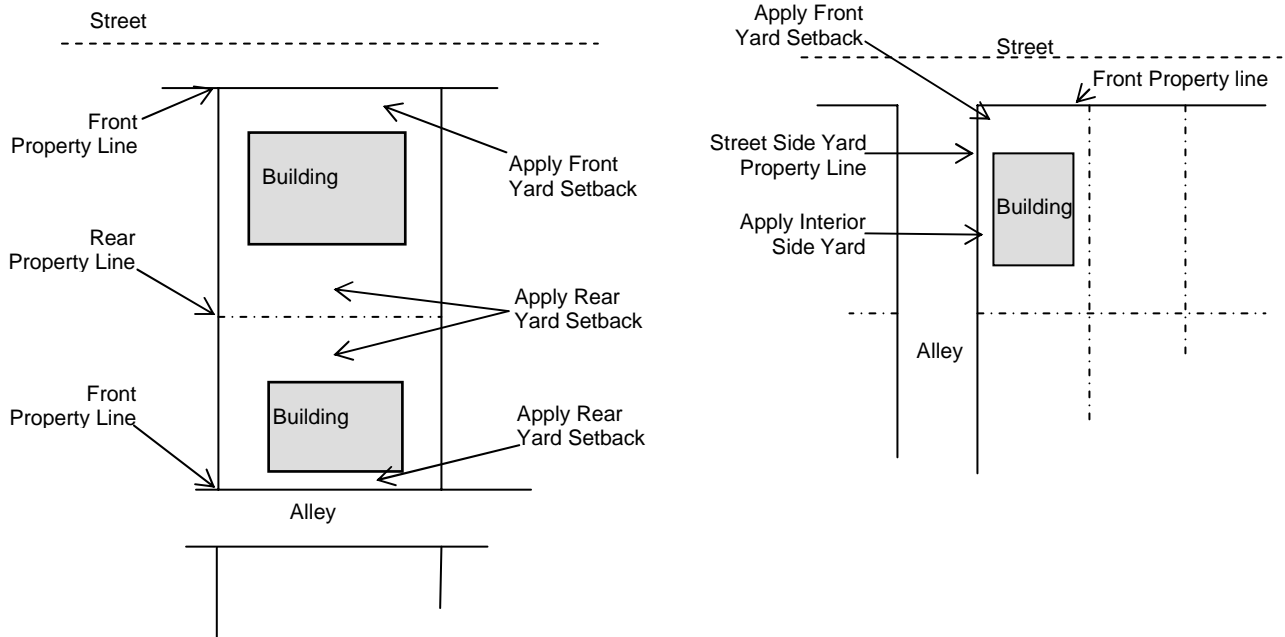 Street
Front
Property Line
Building
Apply Front
Yard Setback
Rear
Property Line
Apply Rear
Yard Setback
Front
Property Line
Building
Apply Rear
Yard Setback
Alley
Apply Front
Yard Setback
Street
Front Property line
Street Side Yard
Property Line
Building
Apply Interior
Side Yard
Alley